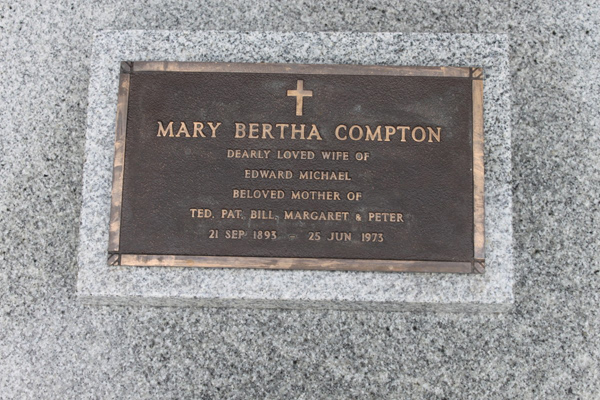 MARY BERTHA COMPTON
DEARLY LOVED WIFE OF
EDWARD MICHAEL
BELOVED MOTHER OF
TED, PAT, BILL, MARGARET & PETER
21 SEP 1893 - 25 JUN 1973